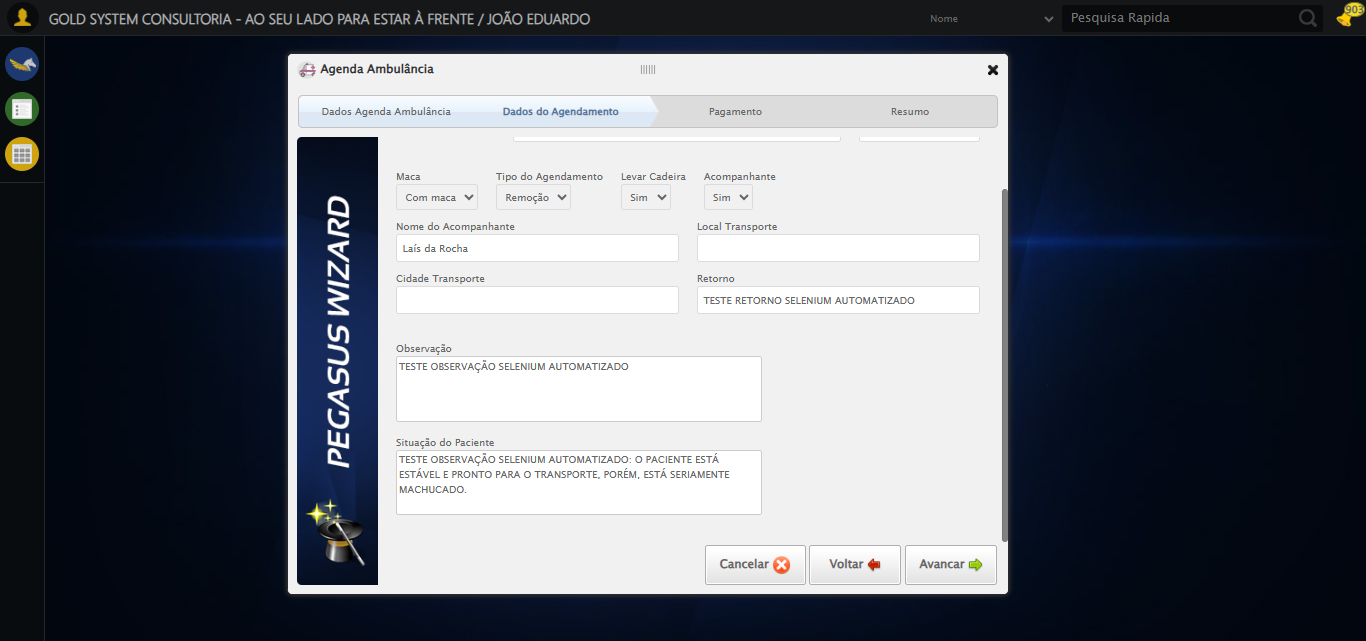 GOLD SYSTEM CONSULTORIA - AO SEU LADO PARA ESTAR À FRENTE / JOÃO EDUARDO
Nome
Pesquisa Rapida
903
Agenda Ambulância
Dados Agenda Ambulância
Dados do Agendamento
Pagamento
Resumo
PEGASUS WIZARD
Maca
Tipo do Agendamento
Levar Cadeira
Acompanhante
Com maca
Remoção
Sim
Sim
Nome do Acompanhante
Local Transporte
Laís da Rocha
Cidade Transporte
Retorno
TESTE RETORNO SELENIUM AUTOMATIZADO
Observação
TESTE OBSERVAÇÃO SELENIUM AUTOMATIZADO
Situação do Paciente
TESTE OBSERVAÇÃO SELENIUM AUTOMATIZADO: O PACIENTE ESTÁ
ESTÁVEL E PRONTO PARA O TRANSPORTE, PORÉM, ESTÁ SERIAMENTE
MACHUCADO.
Cancelar
Voltar
Avancar